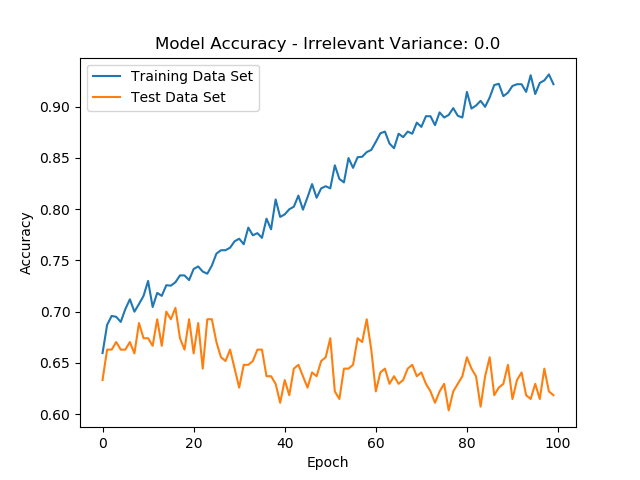 Model Accuracy - Irrelevant Variance: 0.0
Training Data Set
Test Data Set
Accuracy
0.90
0.85
0.80
0.75
0.70
0.65
0.60
0 20 40 60 80 100
Epoch